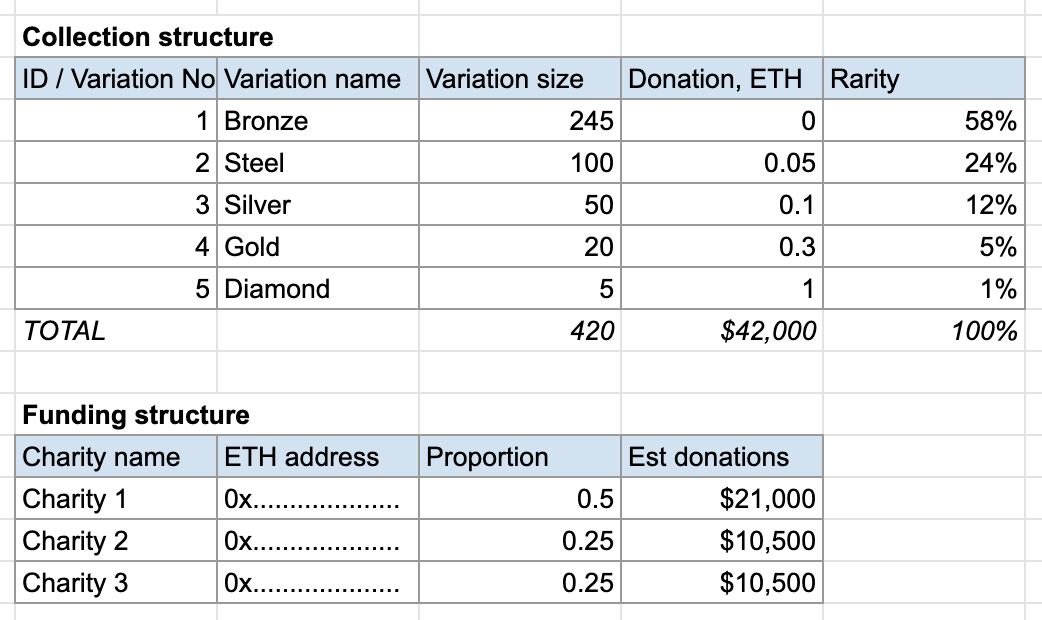 Collection structure
ID / Variation No Variation name Variation size Donation, ETH Rarity
1 Bronze 245 0 58%
2 Steel 100 0.05 24%
3 Silver 50 0.1 12%
4 Gold 20 0.3 5%
5 Diamond 5 1 1%
TOTAL 420 $42,000 100%
Funding structure
Charity name ETH address Proportion Est donations
Charity 1 0x.................... 0.5 $21,000
Charity 2 0x.................... 0.25 $10,500
Charity 3 0x.................... 0.25 $10,500